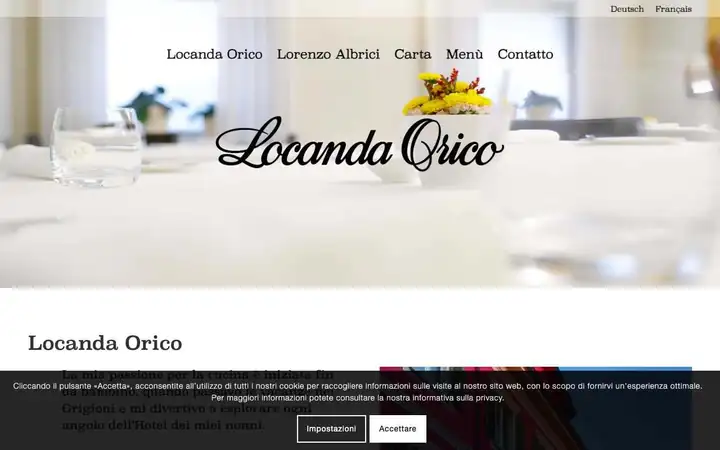 Deutsch Français
Locanda Orico Lorenzo Albrici Carta Menù Contatto
Locanda Orico
Locanda Orico
La mia passione per la cucina è iniziata fin
da bambino, quando
Cliccando il pulsante «Accetta», acconsentite all'utilizzo di tutti i nostri cookie per raccogliere informazioni sulle visite al nostro sito web, con lo scopo di fornirvi un'esperienza ottimale.
Per maggiori informazioni potete consultare la nostra informativa sulla privacy.
Grigioni e mi divertivo a esplorare ogni
angolo dell'Hotel dei miei nonni.
Impostazioni Accettare